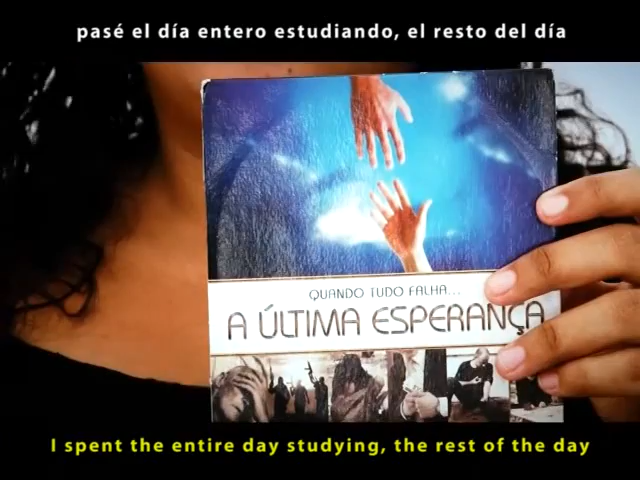 pasé el día entero estudiando, el resto del día
QUANDO TUDO FALHA...
A ÚLTIMA ESPERANÇA
I spent the entire day studying, the rest of the day